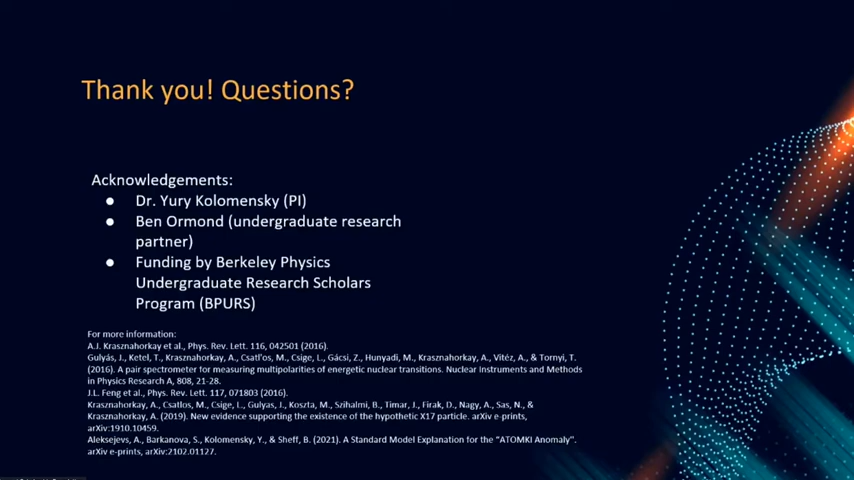 Thank you! Questions?
Acknowledgements:
● Dr. Yury Kolomensky (PI)
● Ben Ormond (undergraduate research
partner)
● Funding by Berkeley Physics
Undergraduate Research Scholars
Program (BPURS)
For more information:
A.J. Krasznahorkay et al., Phys. Rev. Lett. 116, 042501 (2016).
Gulyás, J., Ketel, T., Krasznahorkay, A., Csatl'os, M., Csige, L., Gácsi, Z., Hunyadi, M., Krasznahorkay, A., Vitéz, A., & Tornyi, T.
(2016). A pair spectrometer for measuring multipolarities of energetic nuclear transitions. Nuclear Instruments and Methods
in Physics Research A, 808, 21-28.
J.L. Feng et al., Phys. Rev. Lett. 117, 071803 (2016).
Krasznahorkay, A., Csatlos, M., Csige, L., Gulyas, J., Koszta, M., Szihalmi, B., Timar, J., Firak, D., Nagy, A., Sas, N., &
Krasznahorkay, A. (2019). New evidence supporting the existence of the hypothetic X17 particle. arXiv e-prints,
arXiv:1910.10459.
Aleksejevs, A., Barkanova, S., Kolomensky, Y., & Sheff, B. (2021). A Standard Model Explanation for the "ATOMKI Anomaly".
arXiv e-prints, arXiv:2102.01127.